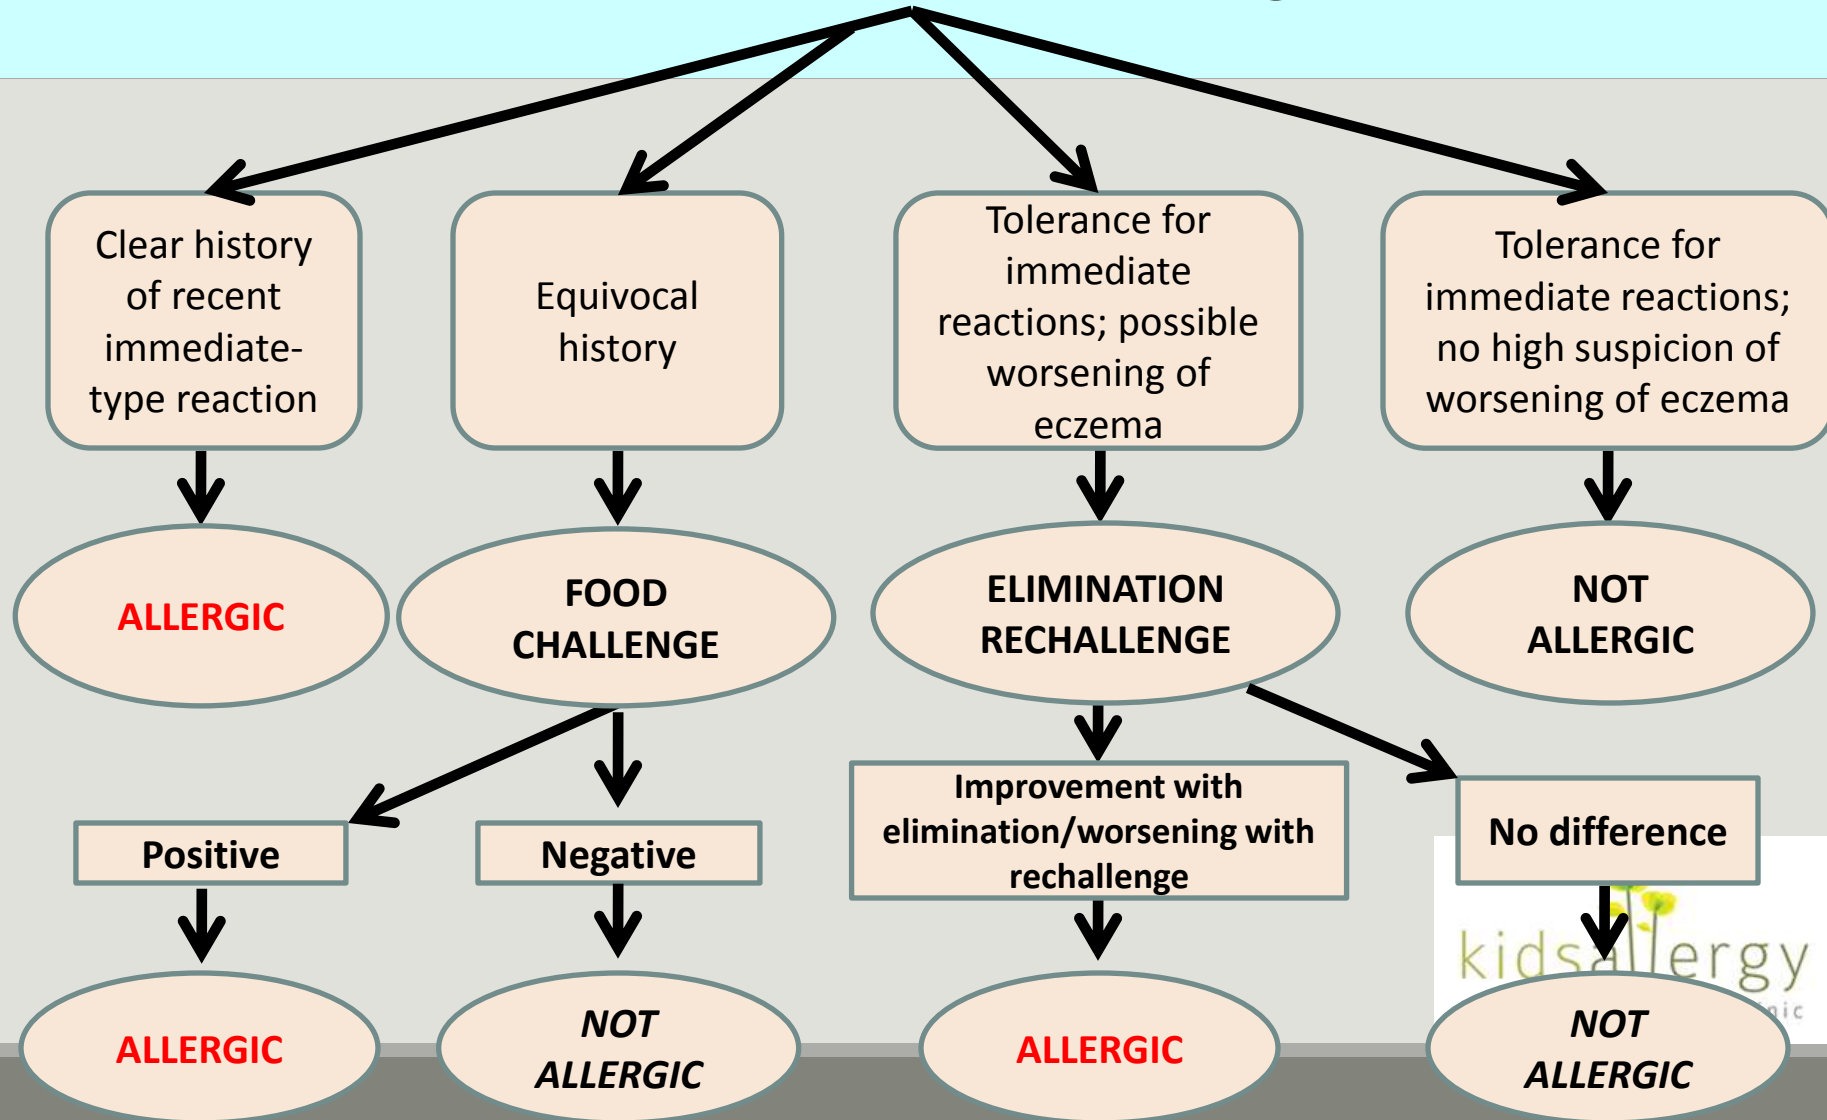 Clear history
of recent
immediate-
type reaction
Equivocal
history
Tolerance for
immediate
reactions; possible
worsening of
eczema
Tolerance for
immediate reactions;
no high suspicion of
worsening of eczema
ALLERGIC
FOOD
CHALLENGE
ELIMINATION
RECHALLENGE
NOT
ALLERGIC
Positive
Negative
Improvement with
elimination/worsening with
rechallenge
No difference
kidsallergy
ALLERGIC
NOT
ALLERGIC
ALLERGIC
NOT
ALLERGIC